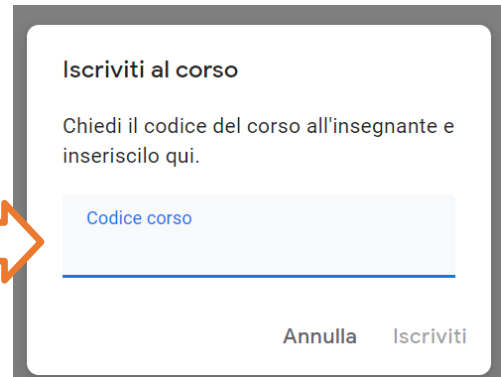 Iscriviti al corso
Chiedi il codice del corso all'insegnante e
inseriscilo qui.
Codice corso
Annulla Iscriviti